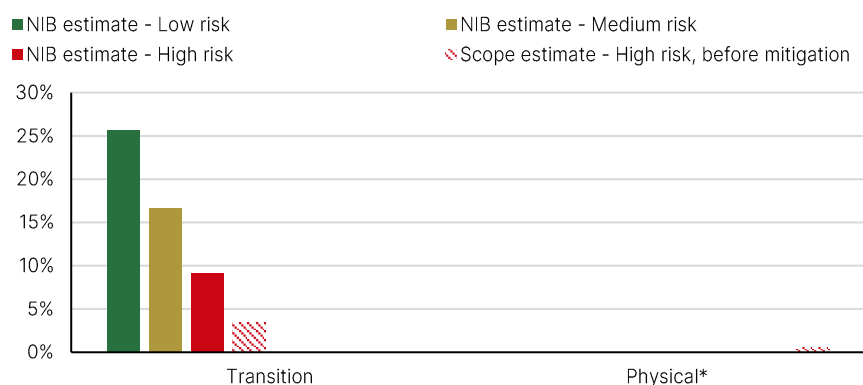 NIB estimate - Low risk
NIB estimate - Medium risk
NIB estimate - High risk
Scope estimate - High risk, before mitigation
30%
25%
20%
15%
10%
5%
0%
Transition
Physical*